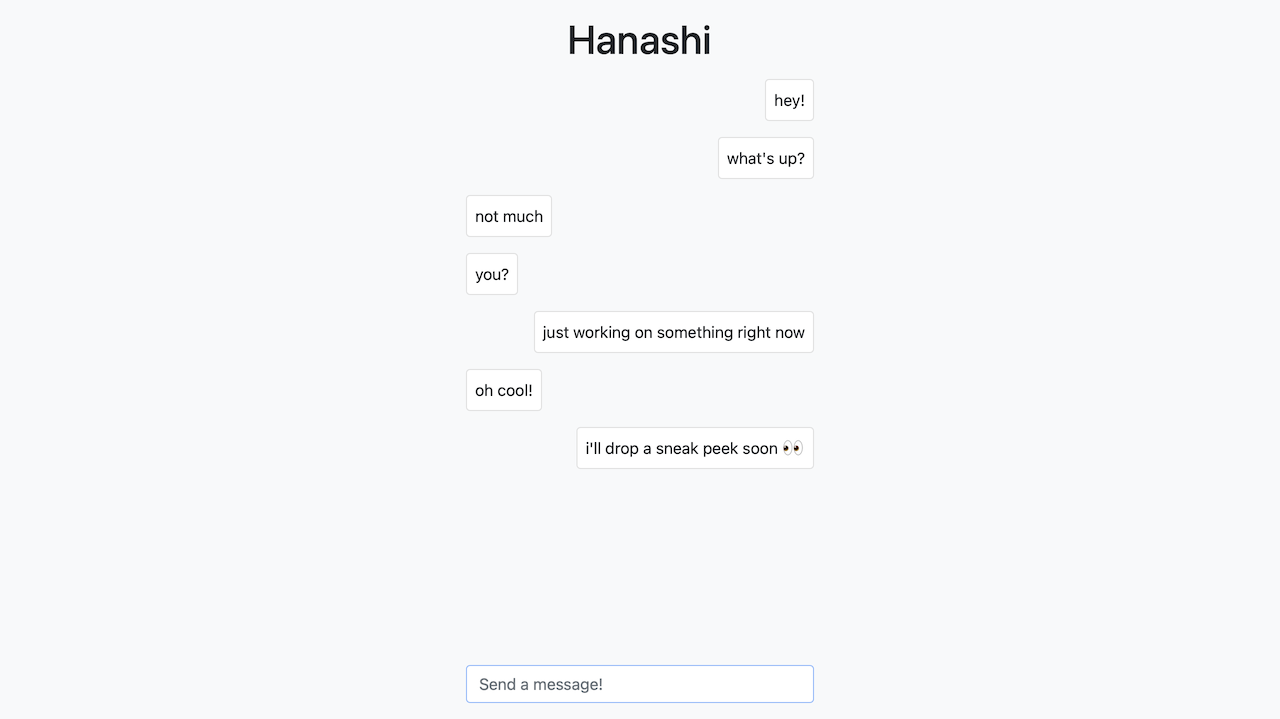 Hanashi
hey!
what's up?
not much
you?
just working on something right now
oh cool!
i'll drop a sneak peek soon 👀
Send a message!